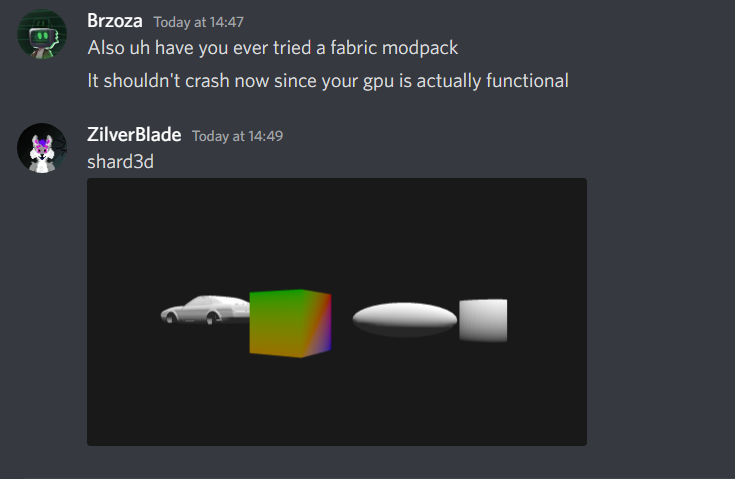 Brzoza Today at 14:47
Also uh have you ever tried a fabric modpack
It shouldn't crash now since your gpu is actually functional
ZilverBlade Today at 14:49
shard3d